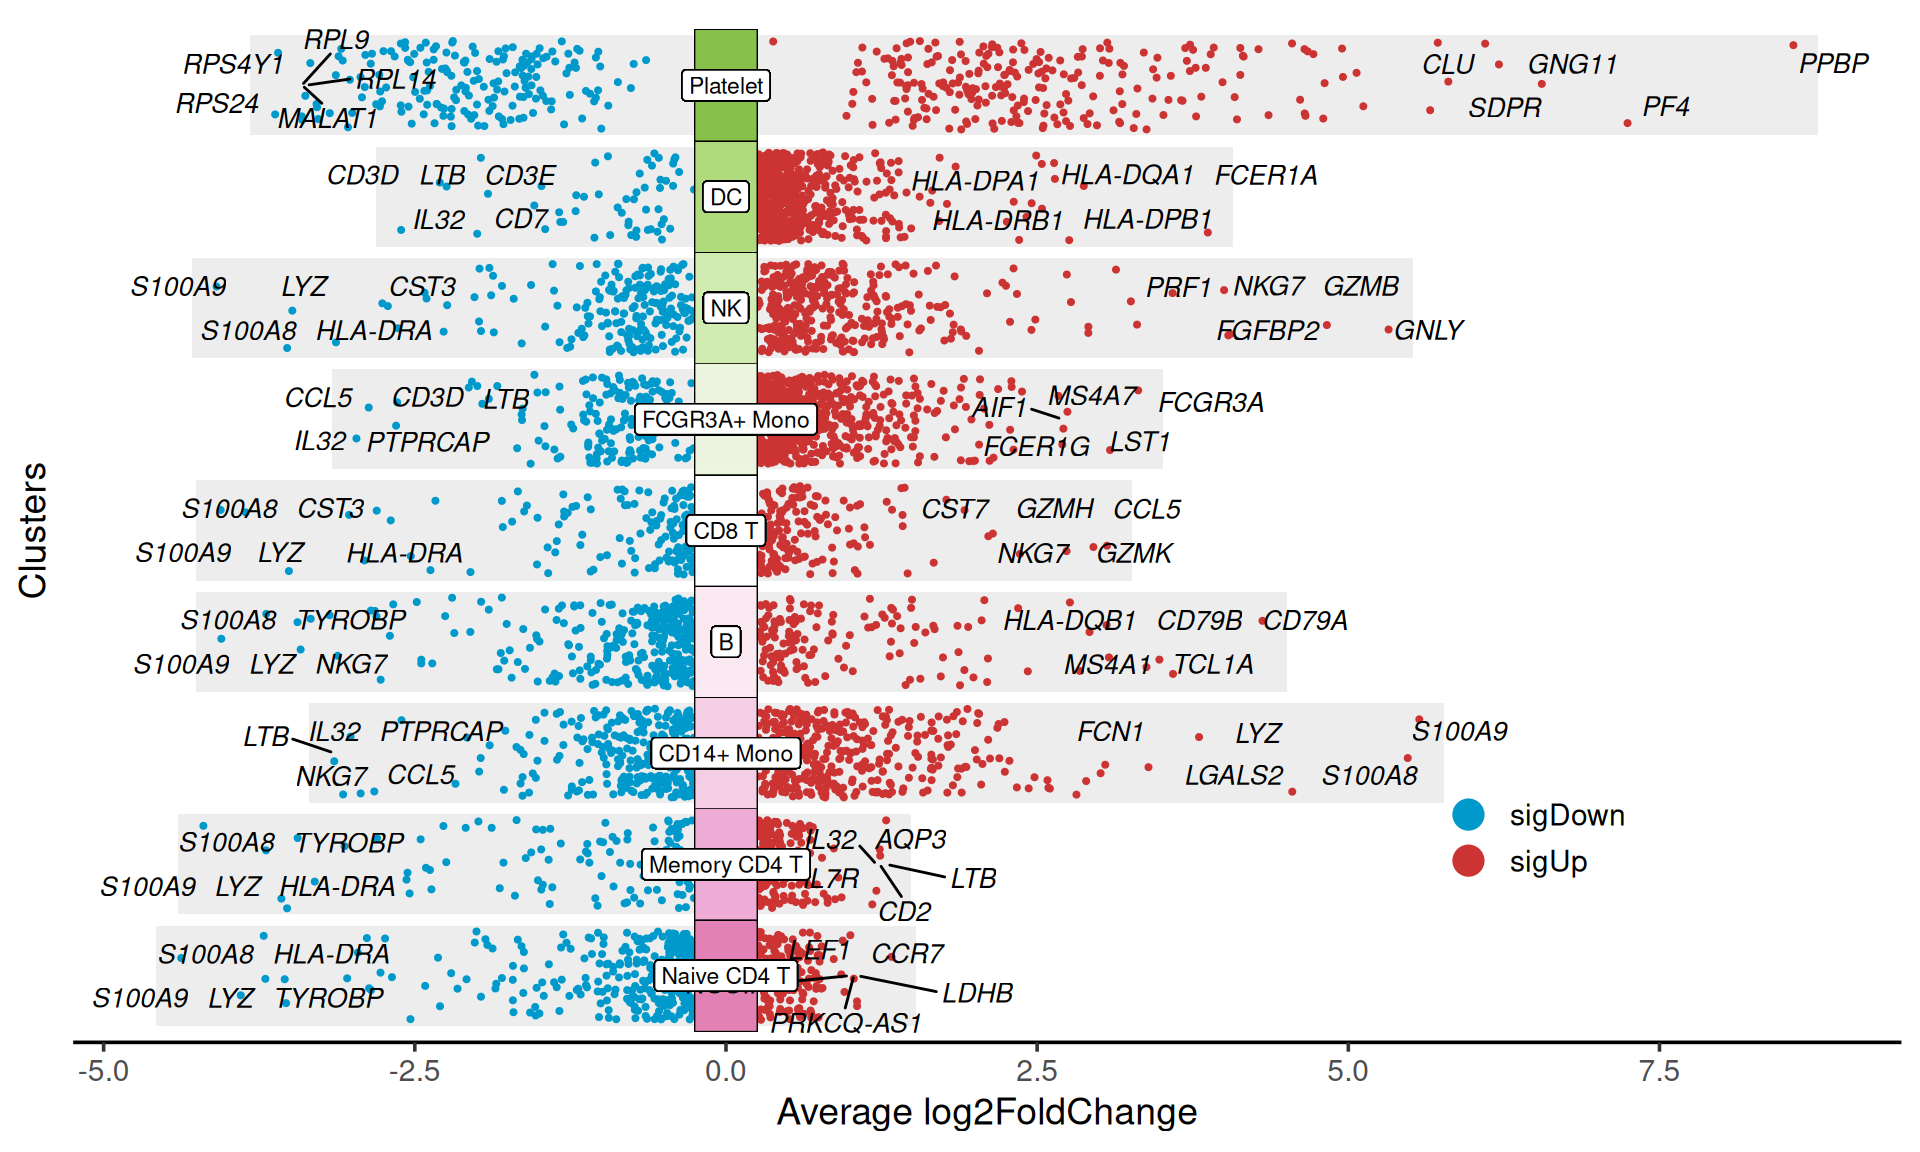 RPL9
RPS4Y1
RPL14
RPS24
MALAT1
Platelet
CLU GNG11 PPBP
SDPR PF4
CD3D LTB CD3E
IL32 CD7
DC
HLA-DPA1 HLA-DQA1 FCER1A
HLA-DRB1 HLA-DPB1
S100A9 LYZ CST3
S100A8 HLA-DRA
NK
PRF1 NKG7 GZMB
FGFBP2 GNLY
CCL5 CD3D LTB
IL32 PTPRCAP
FCGR3A+ Mono
MS4A7 FCGR3A
AIF1
FCER1G LST1
S100A8 CST3
S100A9 LYZ HLA-DRA
CD8 T
CST7 GZMH CCL5
NKG7 GZMK
S100A8 TYROBP
S100A9 LYZ NKG7
B
HLA-DQB1 CD79B CD79A
MS4A1 TCL1A
LTB IL32 PTPRCAP
NKG7 CCL5
CD14+ Mono
FCN1 LYZ S100A9
LGALS2 S100A8
S100A8 TYROBP
S100A9 LYZ HLA-DRA
Memory CD4 T
IL32 AQP3
IL7R LTB
CD2
S100A8 HLA-DRA
S100A9 LYZ TYROBP
Naive CD4 T
LEF1 CCR7
LDHB
PRKCQ-AS1
sigDown
sigUp
Clusters
-5.0 -2.5 0.0 2.5 5.0 7.5
Average log2FoldChange